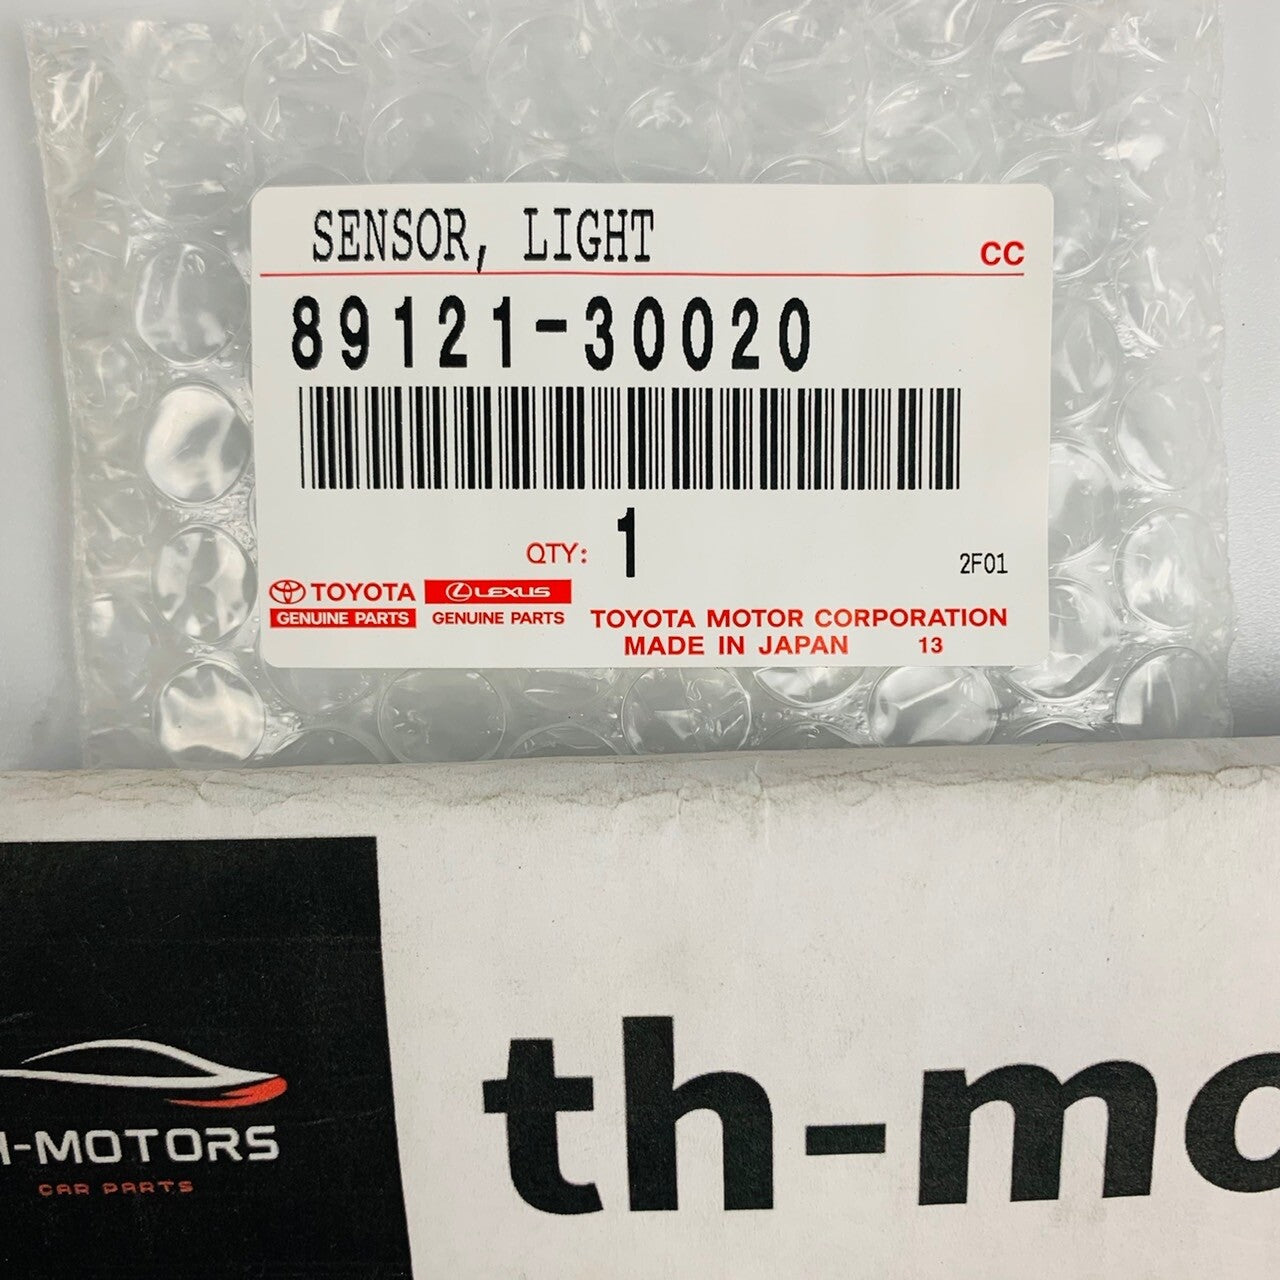 SENSOR, LIGHT
CC
89121-30020
QTY: 1
2F01
TOYOTA LEXUS
GENUINE PARTS GENUINE PARTS
TOYOTA MOTOR CORPORATION
MADE IN JAPAN 13
-MOTORS
CAR PARTS
th-mo